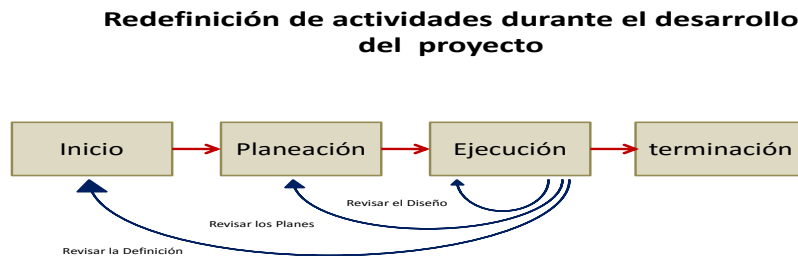 Redefinición de actividades durante el desarrollo
del proyecto
Inicio
Planeación
Ejecución
terminación
Revisar el Diseño
Revisar los Planes
Revisar la Definición